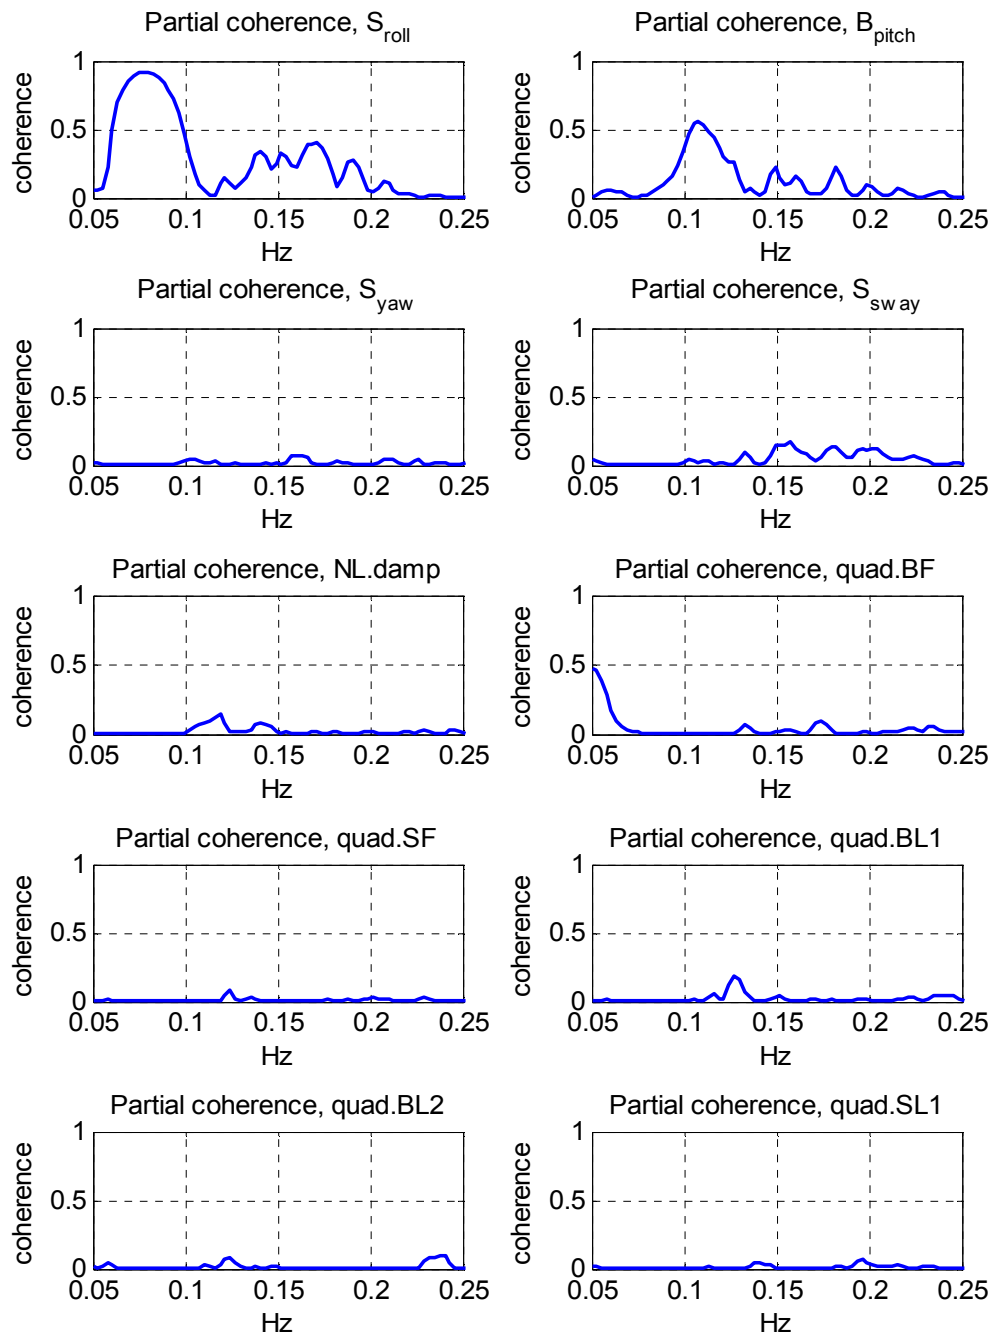 Partial coherence, S_roll
Partial coherence, B_pitch
1
0.5
0
coherence
0.05 0.1 0.15 0.2 0.25
Hz
1
0.5
0
coherence
0.05 0.1 0.15 0.2 0.25
Hz
Partial coherence, S_yaw
Partial coherence, S_sway
1
0.5
0
coherence
0.05 0.1 0.15 0.2 0.25
Hz
1
0.5
0
coherence
0.05 0.1 0.15 0.2 0.25
Hz
Partial coherence, NL.damp
Partial coherence, quad.BF
1
0.5
0
coherence
0.05 0.1 0.15 0.2 0.25
Hz
1
0.5
0
coherence
0.05 0.1 0.15 0.2 0.25
Hz
Partial coherence, quad.SF
Partial coherence, quad.BL1
1
0.5
0
coherence
0.05 0.1 0.15 0.2 0.25
Hz
1
0.5
0
coherence
0.05 0.1 0.15 0.2 0.25
Hz
Partial coherence, quad.BL2
Partial coherence, quad.SL1
1
0.5
0
coherence
0.05 0.1 0.15 0.2 0.25
Hz
1
0.5
0
coherence
0.05 0.1 0.15 0.2 0.25
Hz